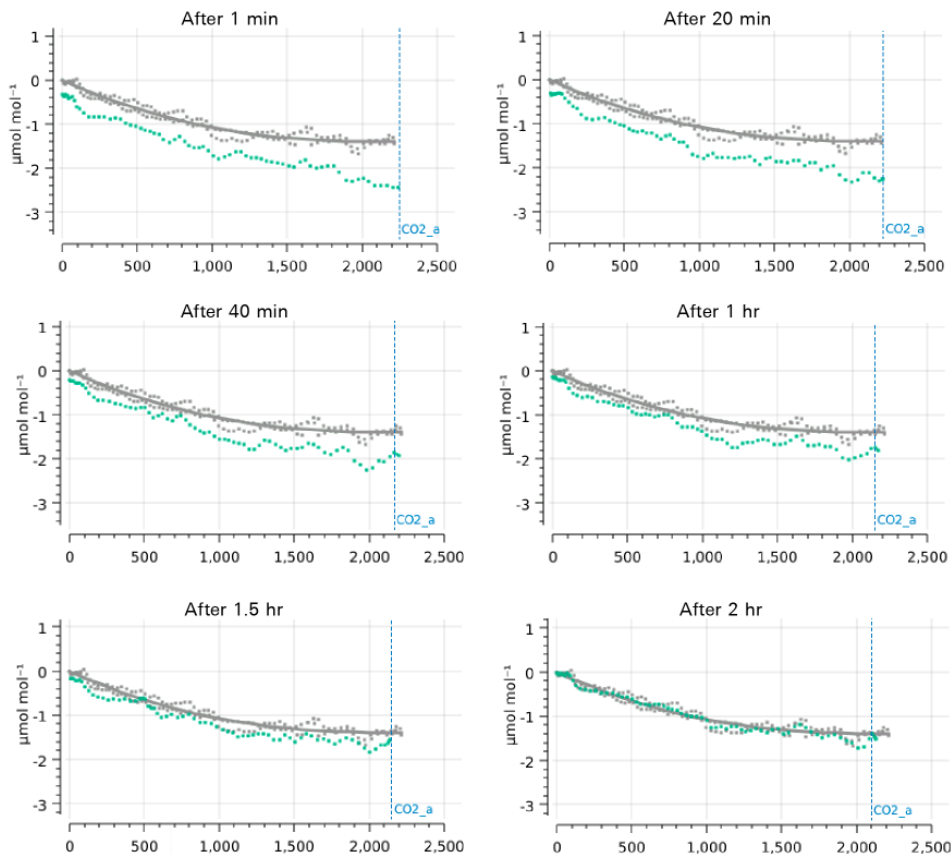 After 1 min
After 20 min
1
0
-1
-2
-3
µmol mol⁻¹
CO2_a
0 500 1,000 1,500 2,000 2,500
1
0
-1
-2
-3
µmol mol⁻¹
CO2_a
0 500 1,000 1,500 2,000 2,500
After 40 min
After 1 hr
1
0
-1
-2
-3
µmol mol⁻¹
CO2_a
0 500 1,000 1,500 2,000 2,500
1
0
-1
-2
-3
µmol mol⁻¹
CO2_a
0 500 1,000 1,500 2,000 2,500
After 1.5 hr
After 2 hr
1
0
-1
-2
-3
µmol mol⁻¹
CO2_a
0 500 1,000 1,500 2,000 2,500
1
0
-1
-2
-3
µmol mol⁻¹
CO2_a
0 500 1,000 1,500 2,000 2,500